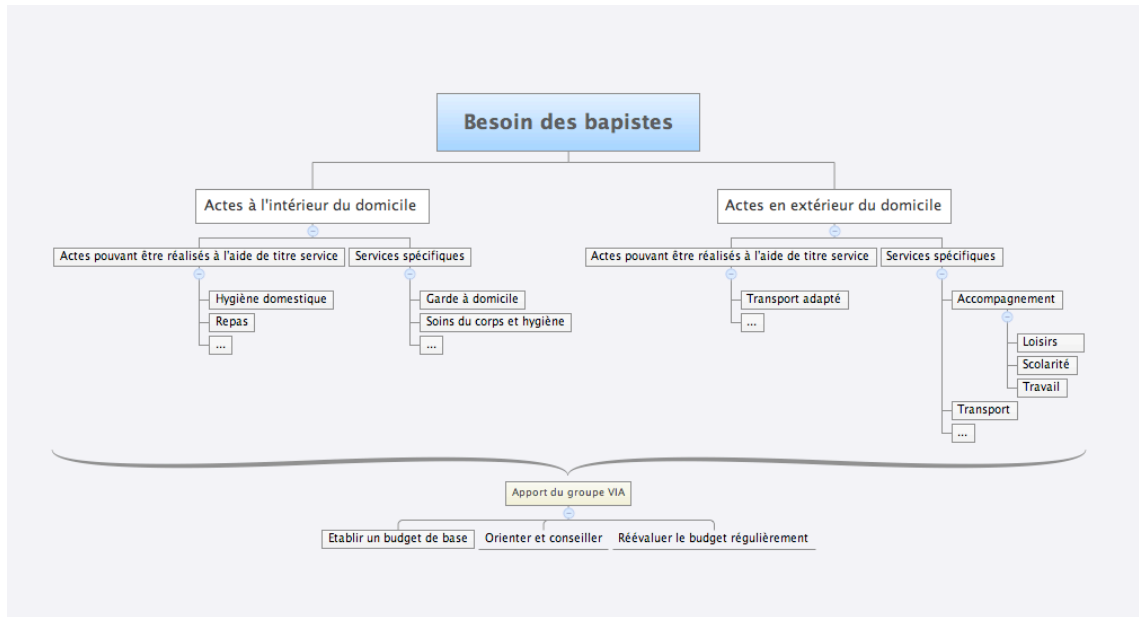 Besoin des bapistes
Actes à l'intérieur du domicile
Actes en extérieur du domicile
Actes pouvant être réalisés à l'aide de titre service
Services spécifiques
Actes pouvant être réalisés à l'aide de titre service
Services spécifiques
Hygiène domestique
Repas
...
Garde à domicile
Soins du corps et hygiène
...
Transport adapté
...
Accompagnement
Loisirs
Scolarité
Travail
Transport
...
Apport du groupe VIA
Etablir un budget de base
Orienter et conseiller
Réévaluer le budget régulièrement